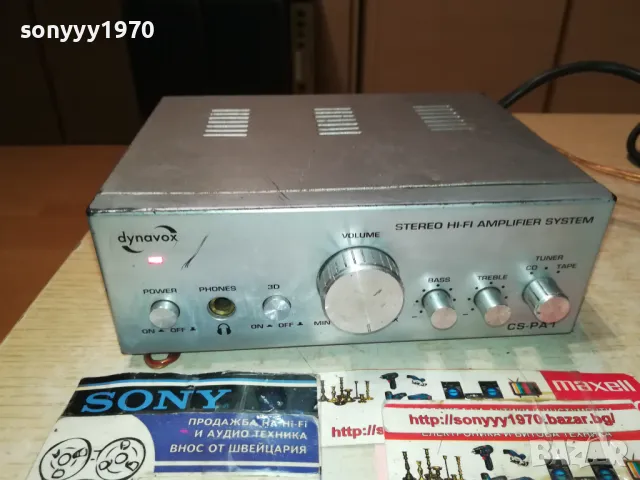 sonyyy1970
dynavox
STEREO HI-FI AMPLIFIER SYSTEM
VOLUME
TUNER
CD
TAPE
BASS
TREBLE
POWER
PHONES
3D
ON
OFF
ON
OFF
MIN
CS-PA1
SONY
ПРОДАЖБА НА HI-FI
И АУДИО ТЕХНИКА
ВНОС ОТ ШВЕЙЦАРИЯ
maxell
http://sonyyy1970.bazar.bg/
http://s
BAZAR